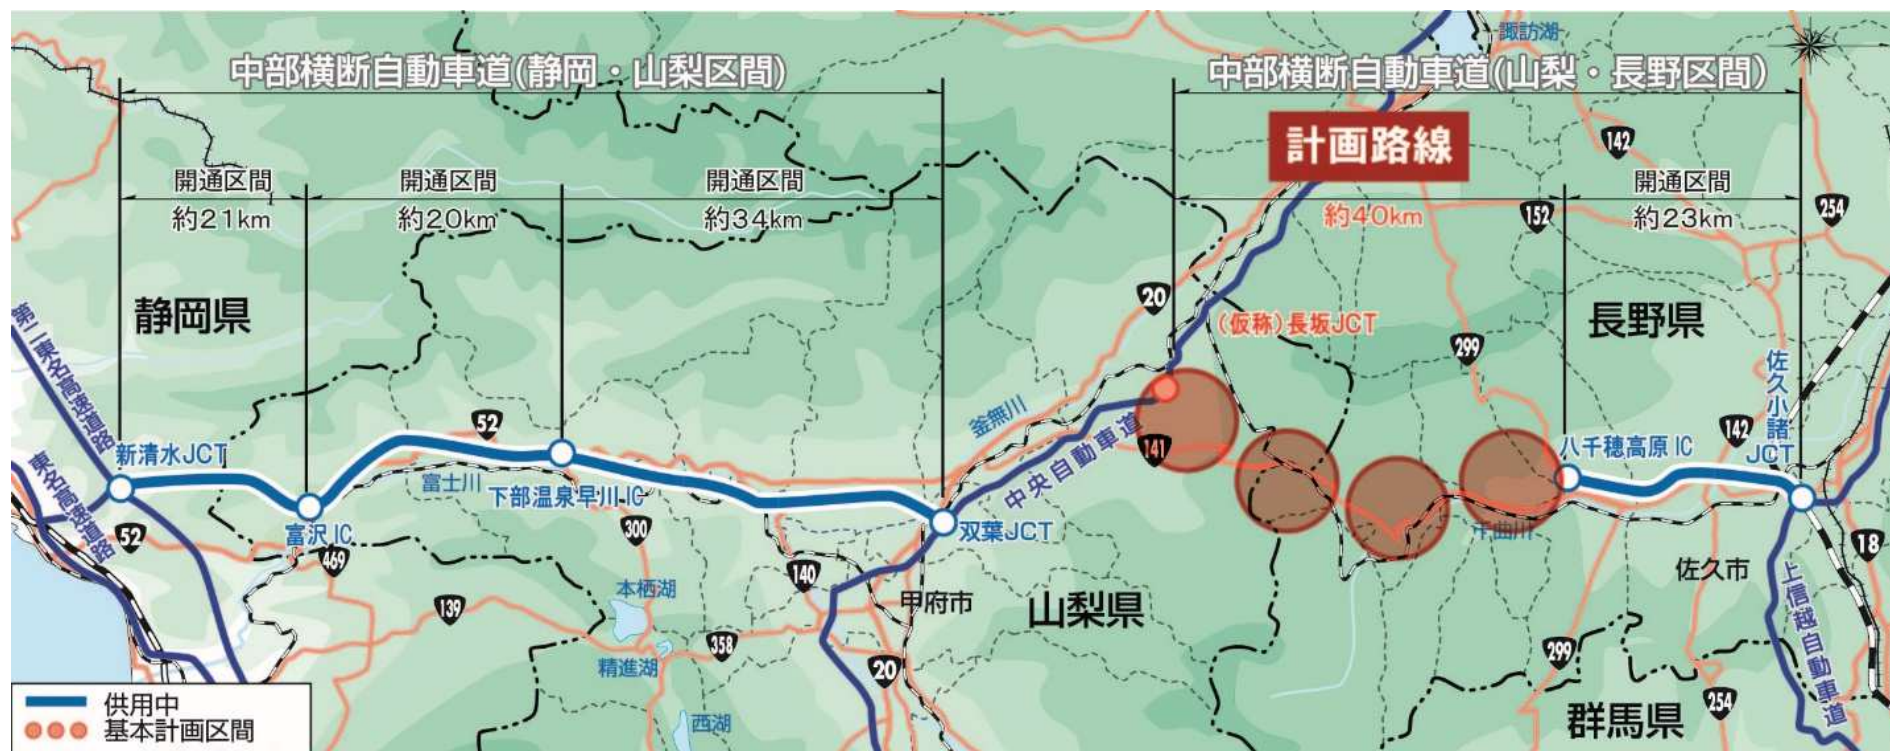 中部横断自動車道(静岡・山梨区間)
中部横断自動車道(山梨・長野区間)
諏訪湖
計画路線
142
開通区間
約21km
開通区間
約20km
開通区間
約34km
約40km
152
開通区間
約23km
254
静岡県
20
(仮称)長坂JCT
299
長野県
第二東名高速道路
東名高速道路
新清水JCT
52
富沢 IC
469
52
富士川
下部温泉早川 IC
300
釜無川
中央自動車道
141
双葉JCT
八千穂高原 IC
142
佐久小諸
JCT
千曲川
佐久市
18
上信越自動車道
本栖湖
139
精進湖
358
140
甲府市
山梨県
20
西湖
299
254
群馬県
供用中
基本計画区間